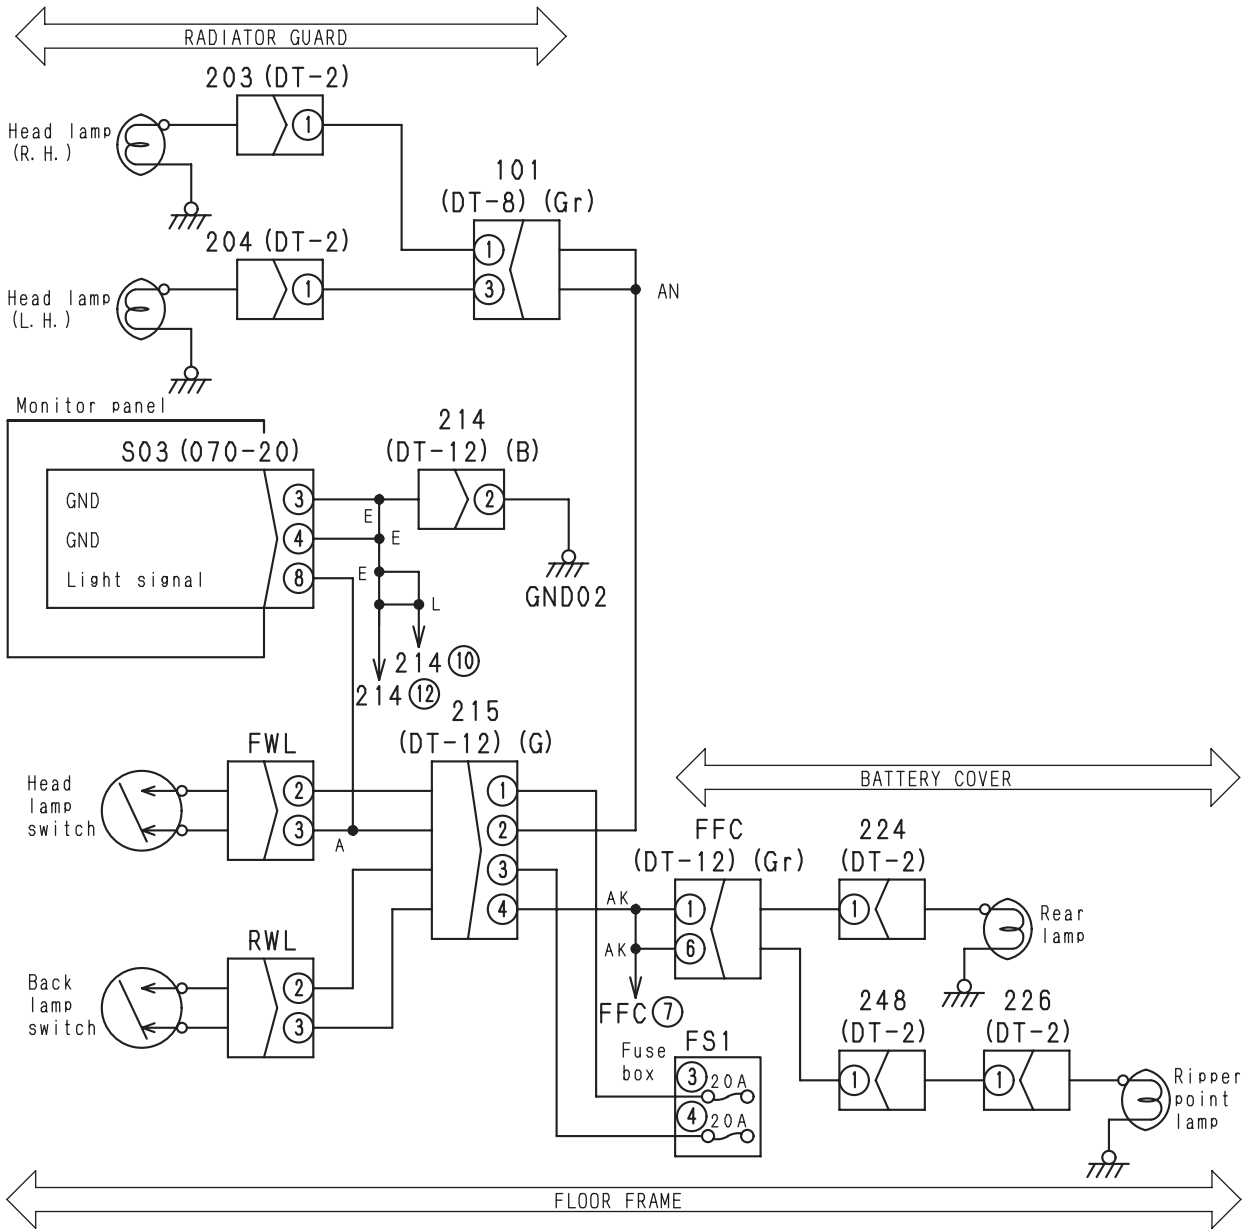 RADIATOR GUARD
203 (DT-2)
1
Head lamp
(R. H.)
101
(DT-8) (Gr)
204 (DT-2)
1
1
3
AN
Head lamp
(L. H.)
Monitor panel
214
S03 (070-20)
(DT-12) (B)
GND
3
2
E
GND
4
E
Light signal
8
E
GND02
L
214 10
214 12
215
FWL
(DT-12) (G)
BATTERY COVER
Head
lamp
switch
2
1
3
2
A
FFC
(DT-12) (Gr)
224
(DT-2)
3
4
AK
1
1
Rear
lamp
AK
6
RWL
Back
lamp
switch
2
3
FFC 7
248
(DT-2)
226
(DT-2)
Fuse
box
FS1
3
20A
4
20A
1
1
Ripper
point
lamp
FLOOR FRAME